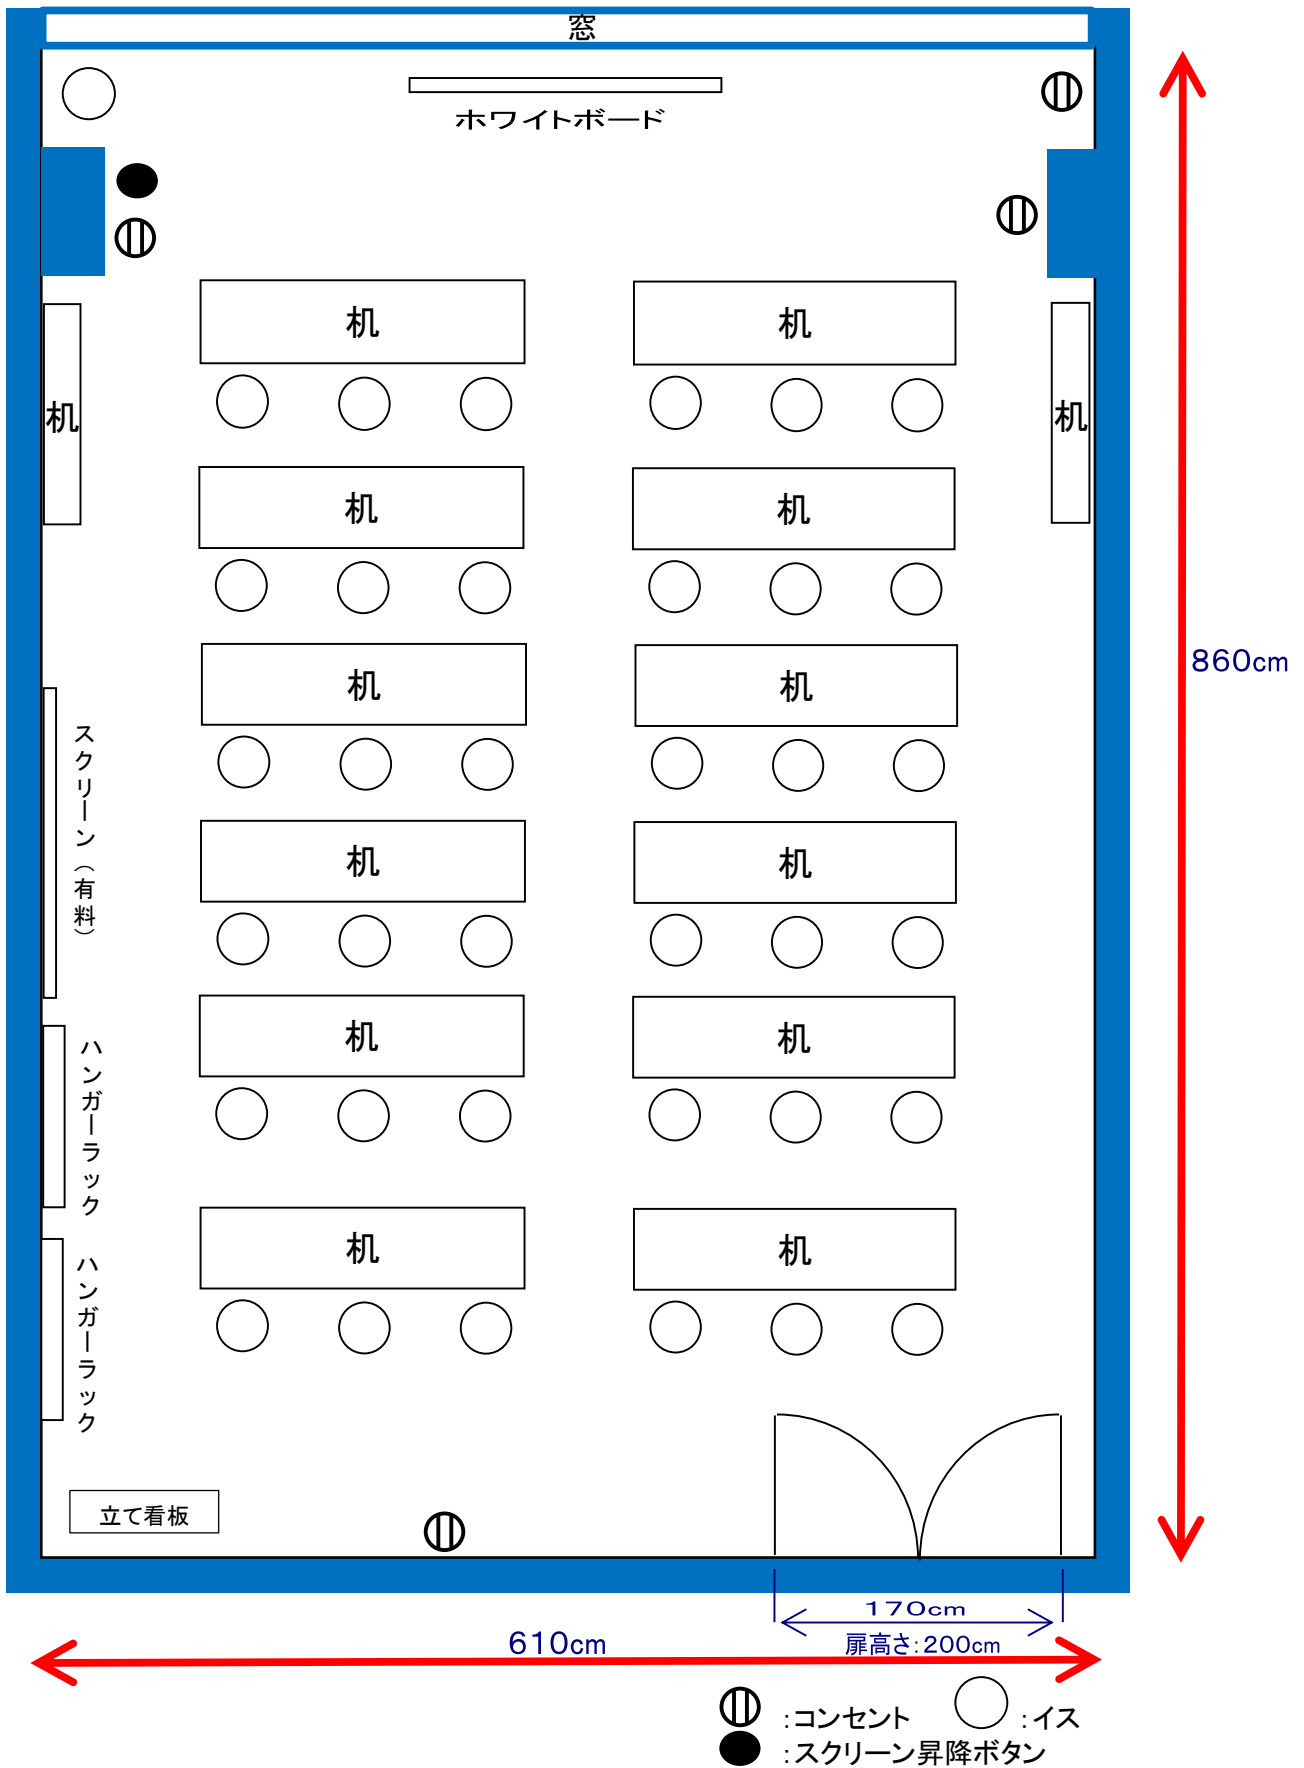 窓
ホワイトボード
机
机
机
机
机
机
机
机
860cm
スクリーン（有料）
机
机
机
机
ハンガーラック
机
机
ハンガーラック
立て看板
170cm
扉高さ：200cm
610cm
：コンセント
：イス
：スクリーン昇降ボタン